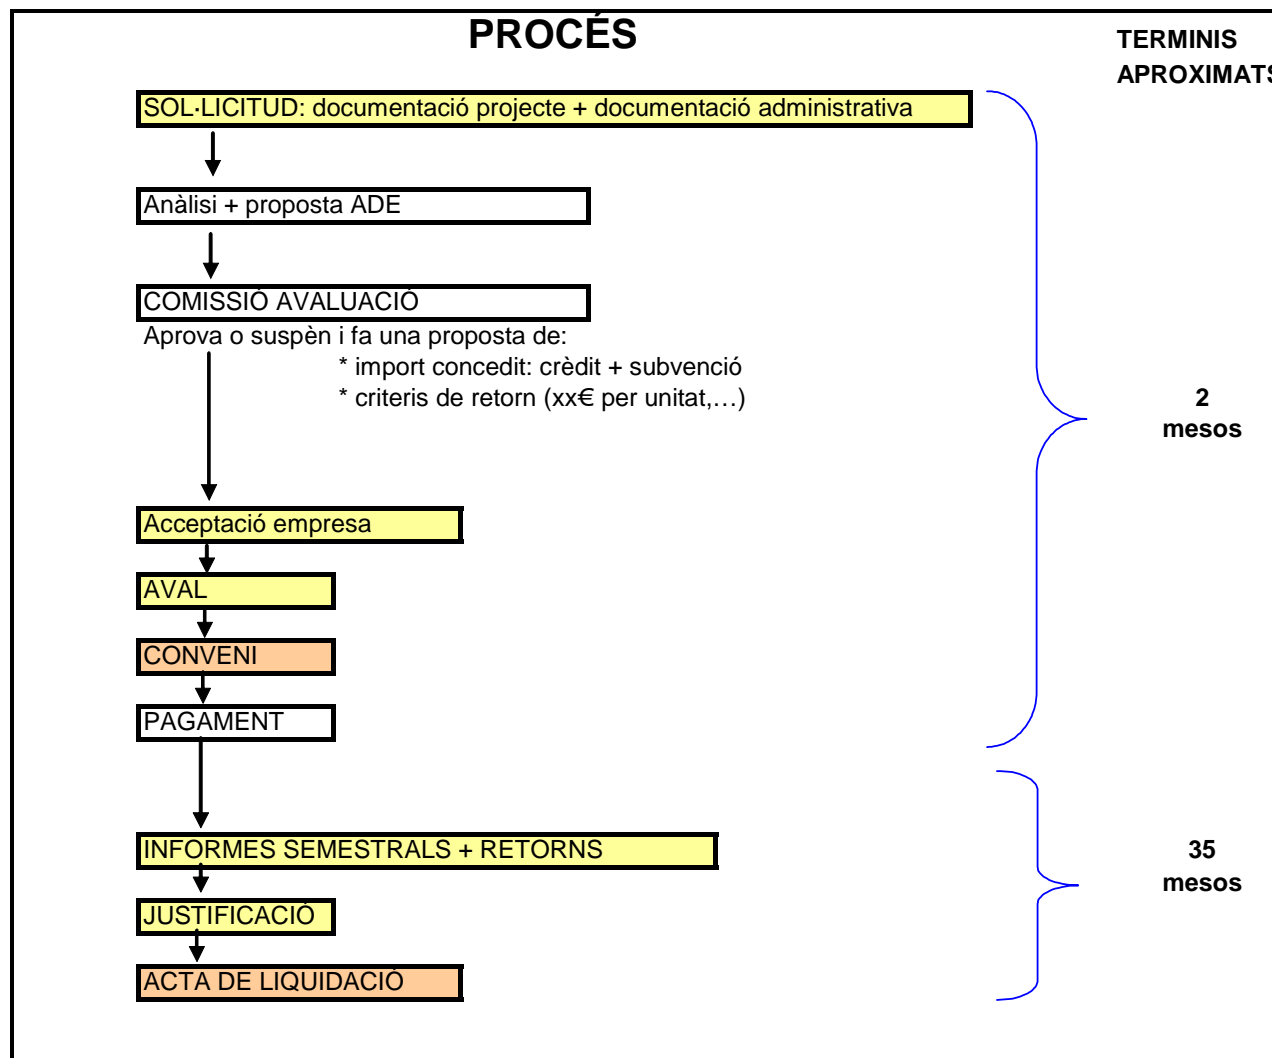 PROCÉS
TERMINIS
APROXIMATS
SOL·LICITUD: documentació projecte + documentació administrativa
Anàlisi + proposta ADE
COMISSIÓ AVALUACIÓ
Aprova o suspèn i fa una proposta de:
* import concedit: crèdit + subvenció
* criteris de retorn (xx€ per unitat,…)
2
mesos
Acceptació empresa
AVAL
CONVENI
PAGAMENT
INFORMES SEMESTRALS + RETORNS
35
mesos
JUSTIFICACIÓ
ACTA DE LIQUIDACIÓ